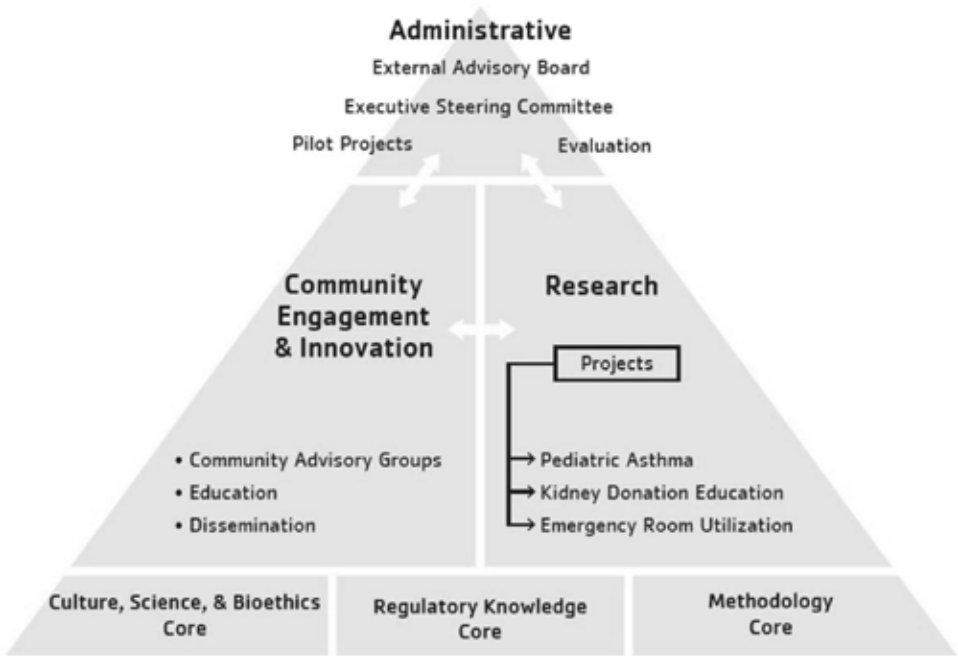 Administrative
External Advisory Board
Executive Steering Committee
Pilot Projects
Evaluation
Community
Engagement
& Innovation
• Community Advisory Groups
• Education
• Dissemination
Research
Projects
Pediatric Asthma
Kidney Donation Education
Emergency Room Utilization
Culture, Science, & Bioethics
Core
Regulatory Knowledge
Core
Methodology
Core